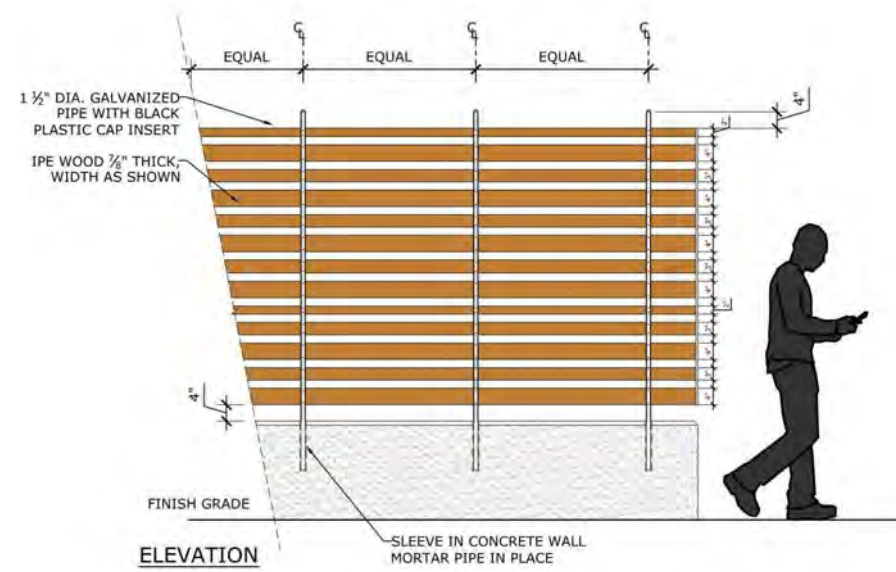 ℄ ℄ ℄
EQUAL EQUAL EQUAL
4"
1 ½" DIA. GALVANIZED
PIPE WITH BLACK
PLASTIC CAP INSERT
IPE WOOD ⅞" THICK,
WIDTH AS SHOWN
4"
FINISH GRADE
SLEEVE IN CONCRETE WALL
MORTAR PIPE IN PLACE
ELEVATION